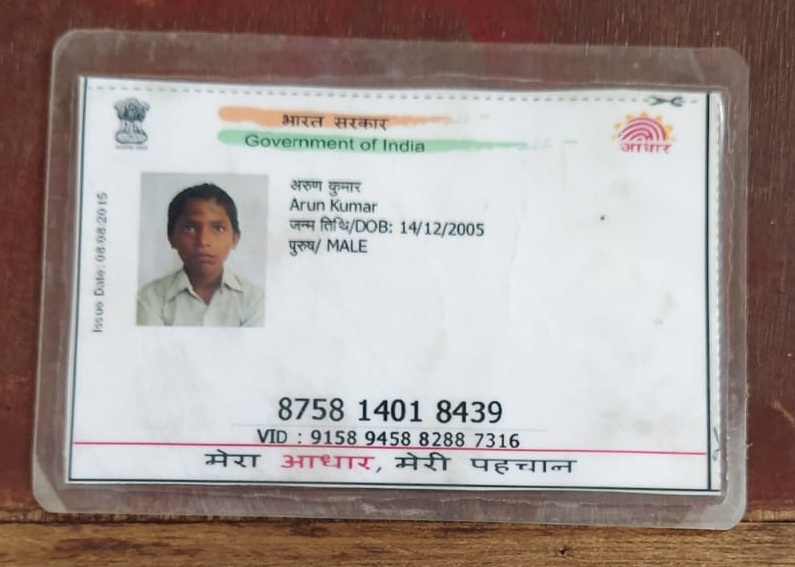 भारत सरकार
Government of India
आधार
Issue Date: 08/08/2015
अरुण कुमार
Arun Kumar
जन्म तिथि/DOB: 14/12/2005
पुरुष/ MALE
8758 1401 8439
VID : 9158 9458 8288 7316
मेरा आधार, मेरी पहचान